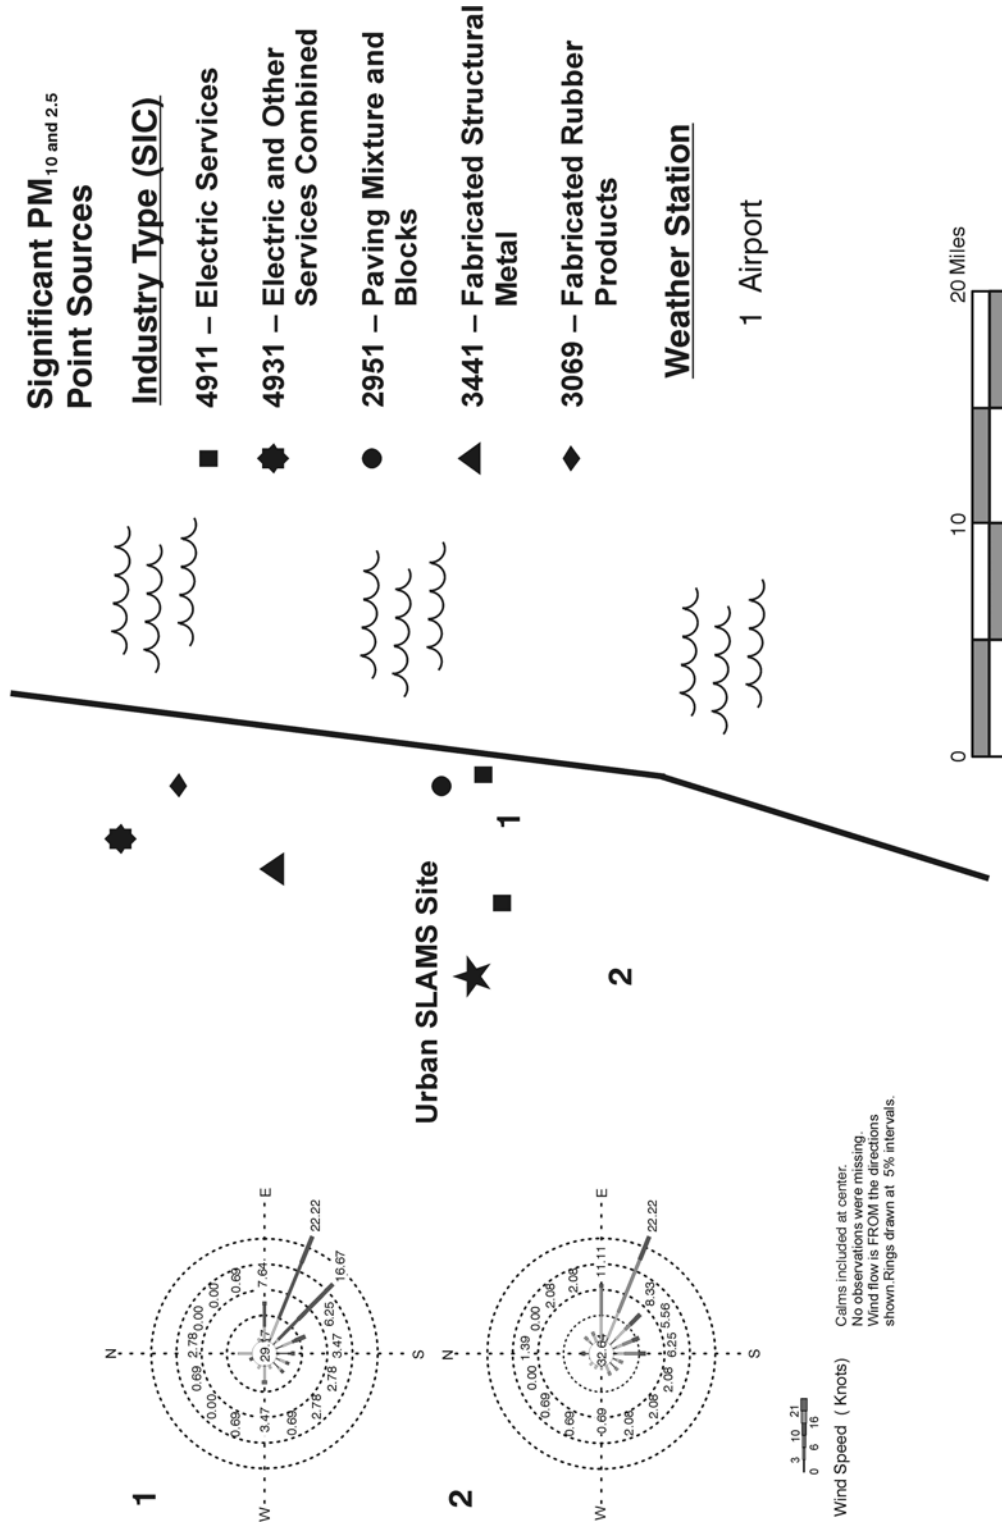 Significant PM10 and 2.5
Point Sources
Industry Type (SIC)
4911 – Electric Services
4931 – Electric and Other
Services Combined
2951 – Paving Mixture and
Blocks
3441 – Fabricated Structural
Metal
3069 – Fabricated Rubber
Products
Weather Station
1 Airport
0 10 20 Miles
Urban SLAMS Site
1
2
1
N
E
S
W
2.78
0.00
0.00
0.69
7.64
22.22
16.67
6.25
3.47
2.78
2.78
0.69
3.47
0.69
0.00
0.69
29.17
2
N
E
S
W
1.39
0.00
2.08
2.08
11.11
22.22
8.33
5.56
6.25
2.08
2.08
2.08
0.69
0.69
0.69
0.00
32.64
3 10 21
0 6 16
Wind Speed ( Knots)
Calms included at center.
No observations were missing.
Wind flow is FROM the directions
shown.Rings drawn at 5% intervals.